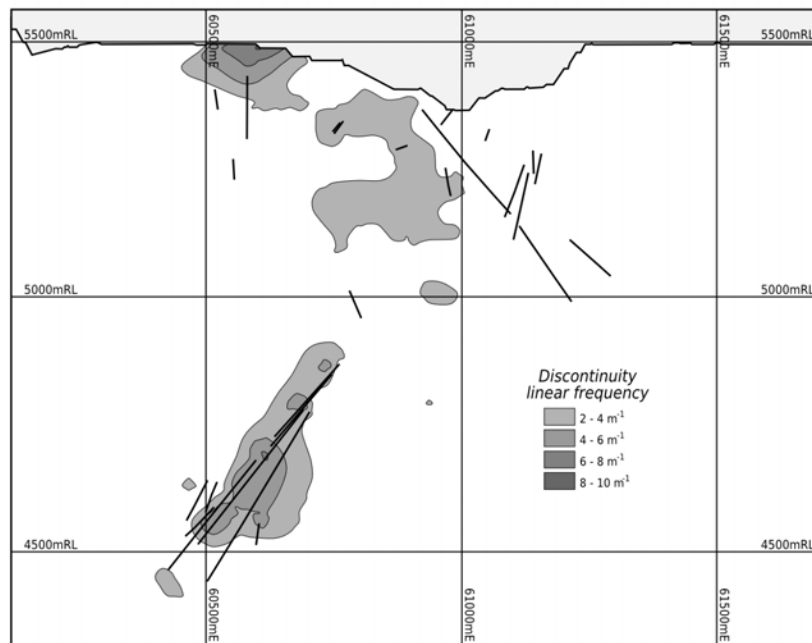 5500mRL
60500mE
61000mE
61500mE
5500mRL
5000mRL
5000mRL
Discontinuity
linear frequency
2 - 4 m⁻¹
4 - 6 m⁻¹
6 - 8 m⁻¹
8 - 10 m⁻¹
4500mRL
4500mRL
60500mE
61000mE
61500mE